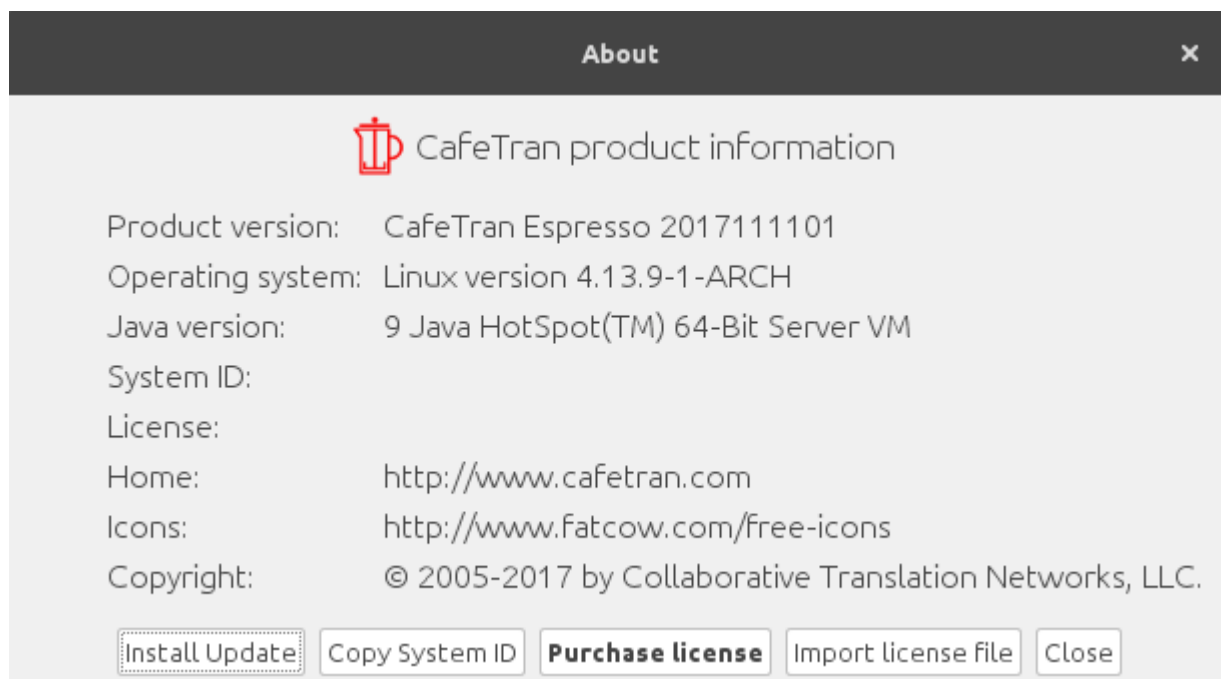 About ×
CafeTran product information
Product version: CafeTran Espresso 2017111101
Operating system: Linux version 4.13.9-1-ARCH
Java version: 9 Java HotSpot(TM) 64-Bit Server VM
System ID:
License:
Home: http://www.cafetran.com
Icons: http://www.fatcow.com/free-icons
Copyright: © 2005-2017 by Collaborative Translation Networks, LLC.
Install Update Copy System ID Purchase license Import license file Close